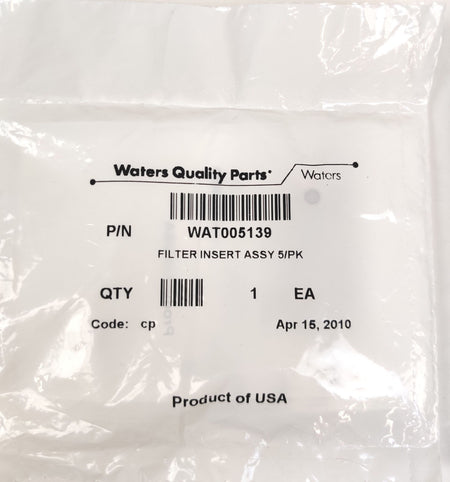 Waters Quality Parts•
Waters
P/N WAT005139
FILTER INSERT ASSY 5/PK
QTY 1 EA
Code: cp Apr 15, 2010
Product of USA